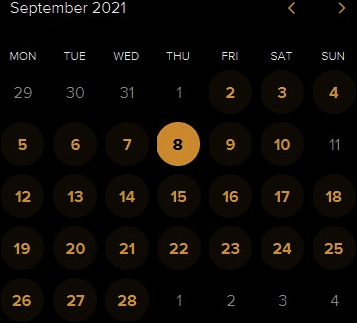 September 2021
MON TUE WED THU FRI SAT SUN
29 30 31 1 2 3 4
5 6 7 8 9 10 11
12 13 14 15 16 17 18
19 20 21 22 23 24 25
26 27 28 1 2 3 4